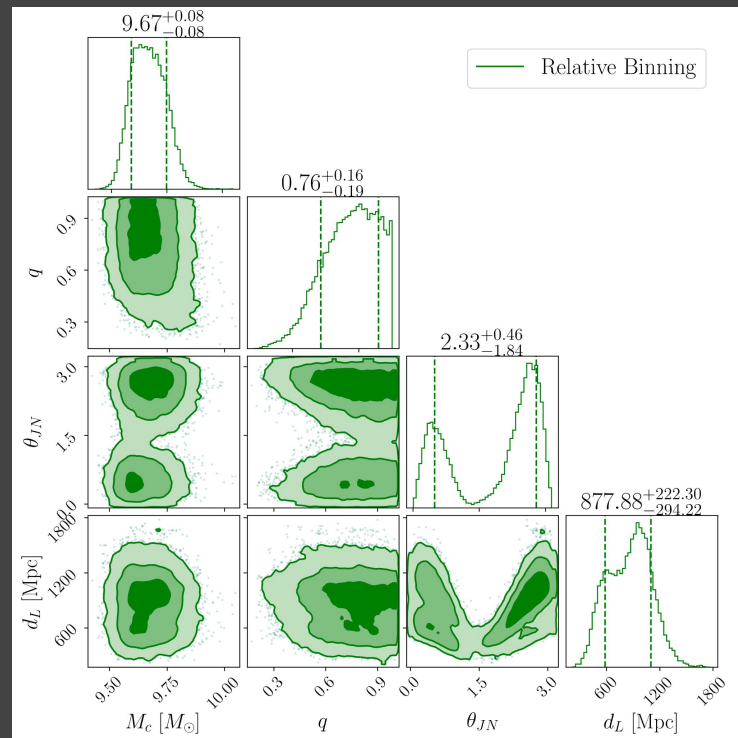 9.67^{+0.08}_{-0.08}
Relative Binning
0.76^{+0.16}_{-0.19}
0.9
0.6
0.3
q
2.33^{+0.46}_{-1.84}
3.0
1.5
0.0
θ_{JN}
877.88^{+222.30}_{-294.22}
1800
1200
600
d_L [Mpc]
9.50 9.75 10.00
0.3 0.6 0.9
0.0 1.5 3.0
600 1200 1800
M_c [M_⊙] q θ_{JN} d_L [Mpc]